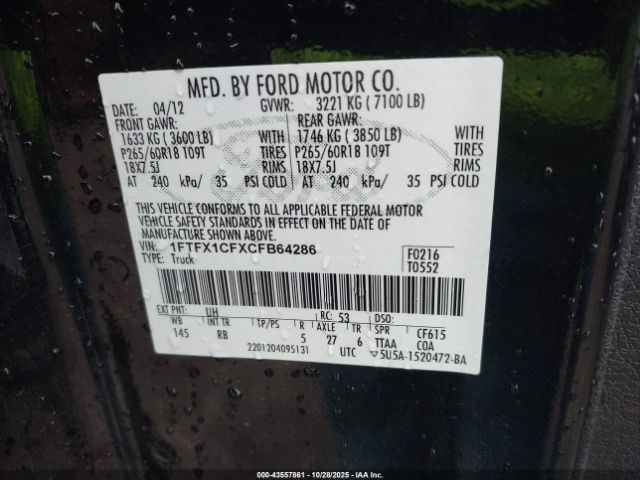 MFD. BY FORD MOTOR CO.
DATE: 04/12 GVWR: 3221 KG ( 7100 LB)
FRONT GAWR: REAR GAWR:
1633 KG ( 3600 LB) WITH 1746 KG ( 3850 LB) WITH
P265/60R18 109T TIRES P265/60R18 109T TIRES
18X7.5J RIMS 18X7.5J RIMS
AT 240 kPa/ 35 PSI COLD AT 240 kPa/ 35 PSI COLD
THIS VEHICLE CONFORMS TO ALL APPLICABLE FEDERAL MOTOR
VEHICLE SAFETY STANDARDS IN EFFECT ON THE DATE OF
MANUFACTURE SHOWN ABOVE.
VIN: 1FTFX1CFXCFB64286 F0216
TYPE: Truck T0552
EXT PNT: UH RC: 53 DSO:
WB INT TR TP/PS R AXLE TR SPR CF615
145 RB 5 27 6 TTAA COA
2201204095131 UTC 5U5A-1520472-BA
000-43557861 - 10/28/2025 - IAA Inc.